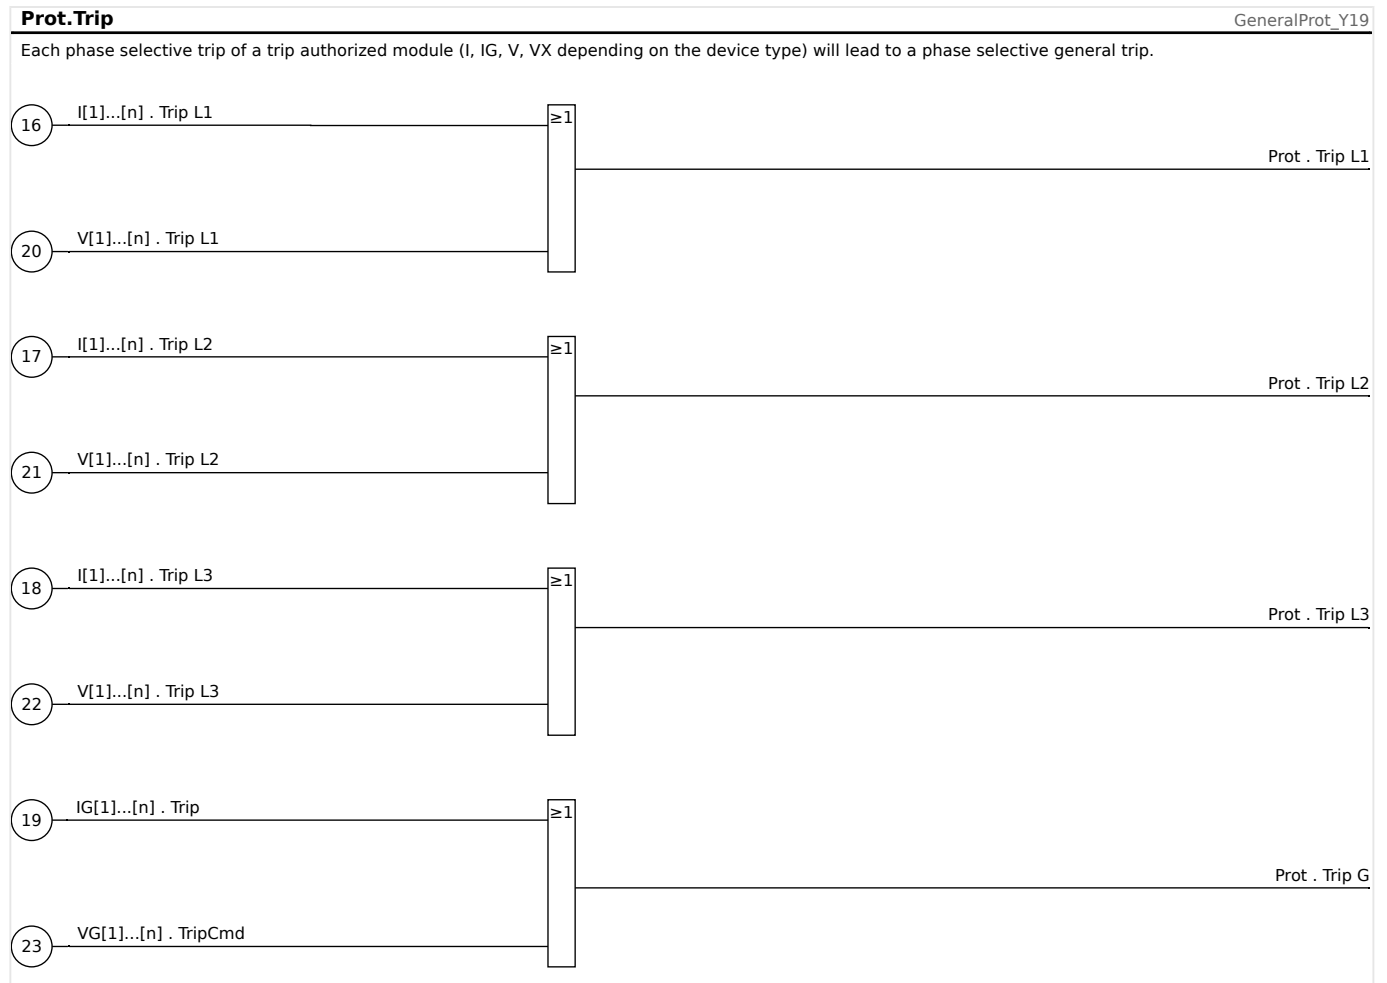 Prot.Trip
GeneralProt_Y19
Each phase selective trip of a trip authorized module (I, IG, V, VX depending on the device type) will lead to a phase selective general trip.
16
I[1]...[n] . Trip L1
≥1
Prot . Trip L1
20
V[1]...[n] . Trip L1
17
I[1]...[n] . Trip L2
≥1
Prot . Trip L2
21
V[1]...[n] . Trip L2
18
I[1]...[n] . Trip L3
≥1
Prot . Trip L3
22
V[1]...[n] . Trip L3
19
IG[1]...[n] . Trip
≥1
Prot . Trip G
23
VG[1]...[n] . TripCmd